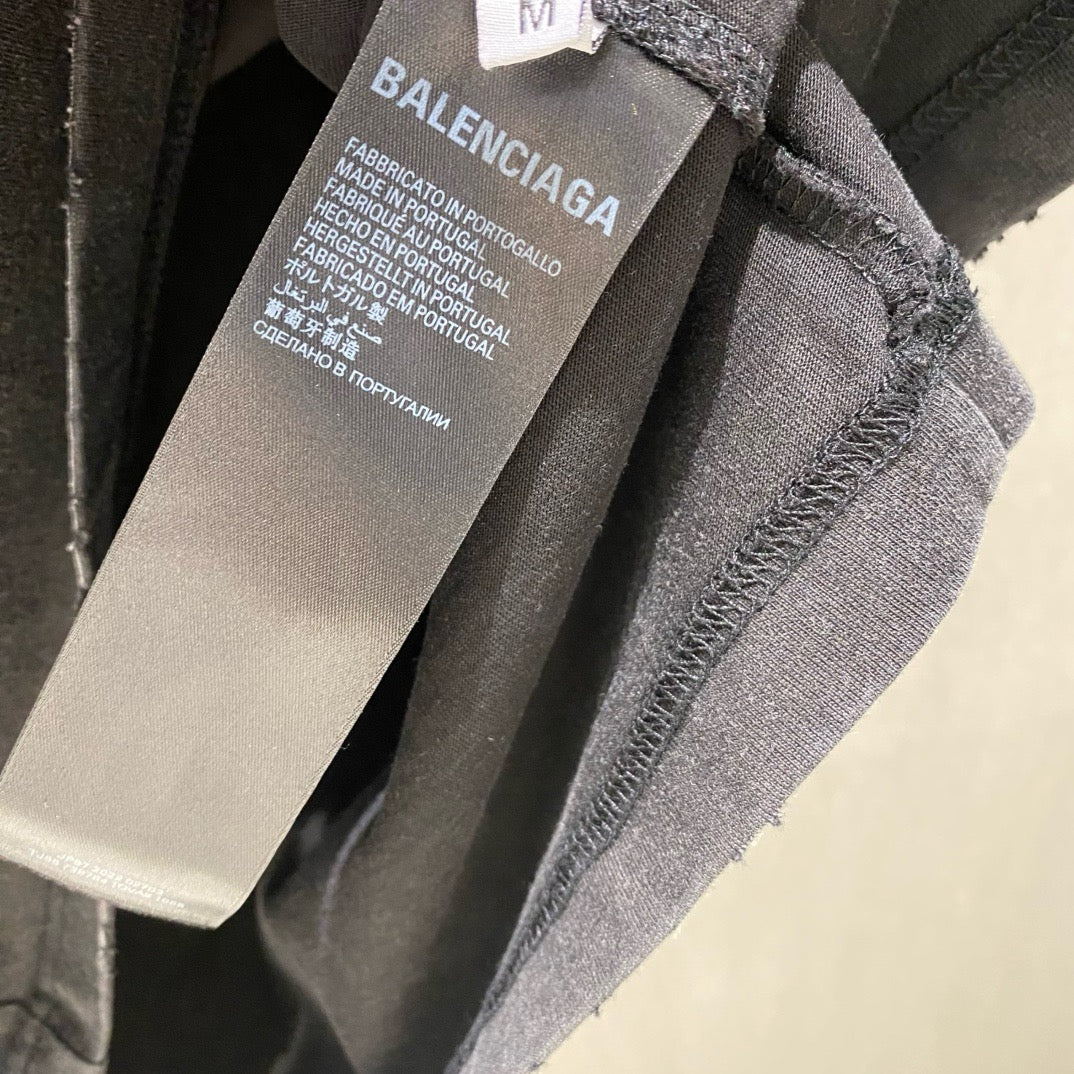 M
BALENCIAGA
FABBRICATO IN PORTOGALLO
MADE IN PORTUGAL
FABRIQUÉ AU PORTUGAL
HECHO EN PORTUGAL
HERGESTELLT IN PORTUGAL
FABRICADO EM PORTUGAL
ポルトガル製
صنع في البرتغال
葡萄牙制造
СДЕЛАНО В ПОРТУГАЛИИ